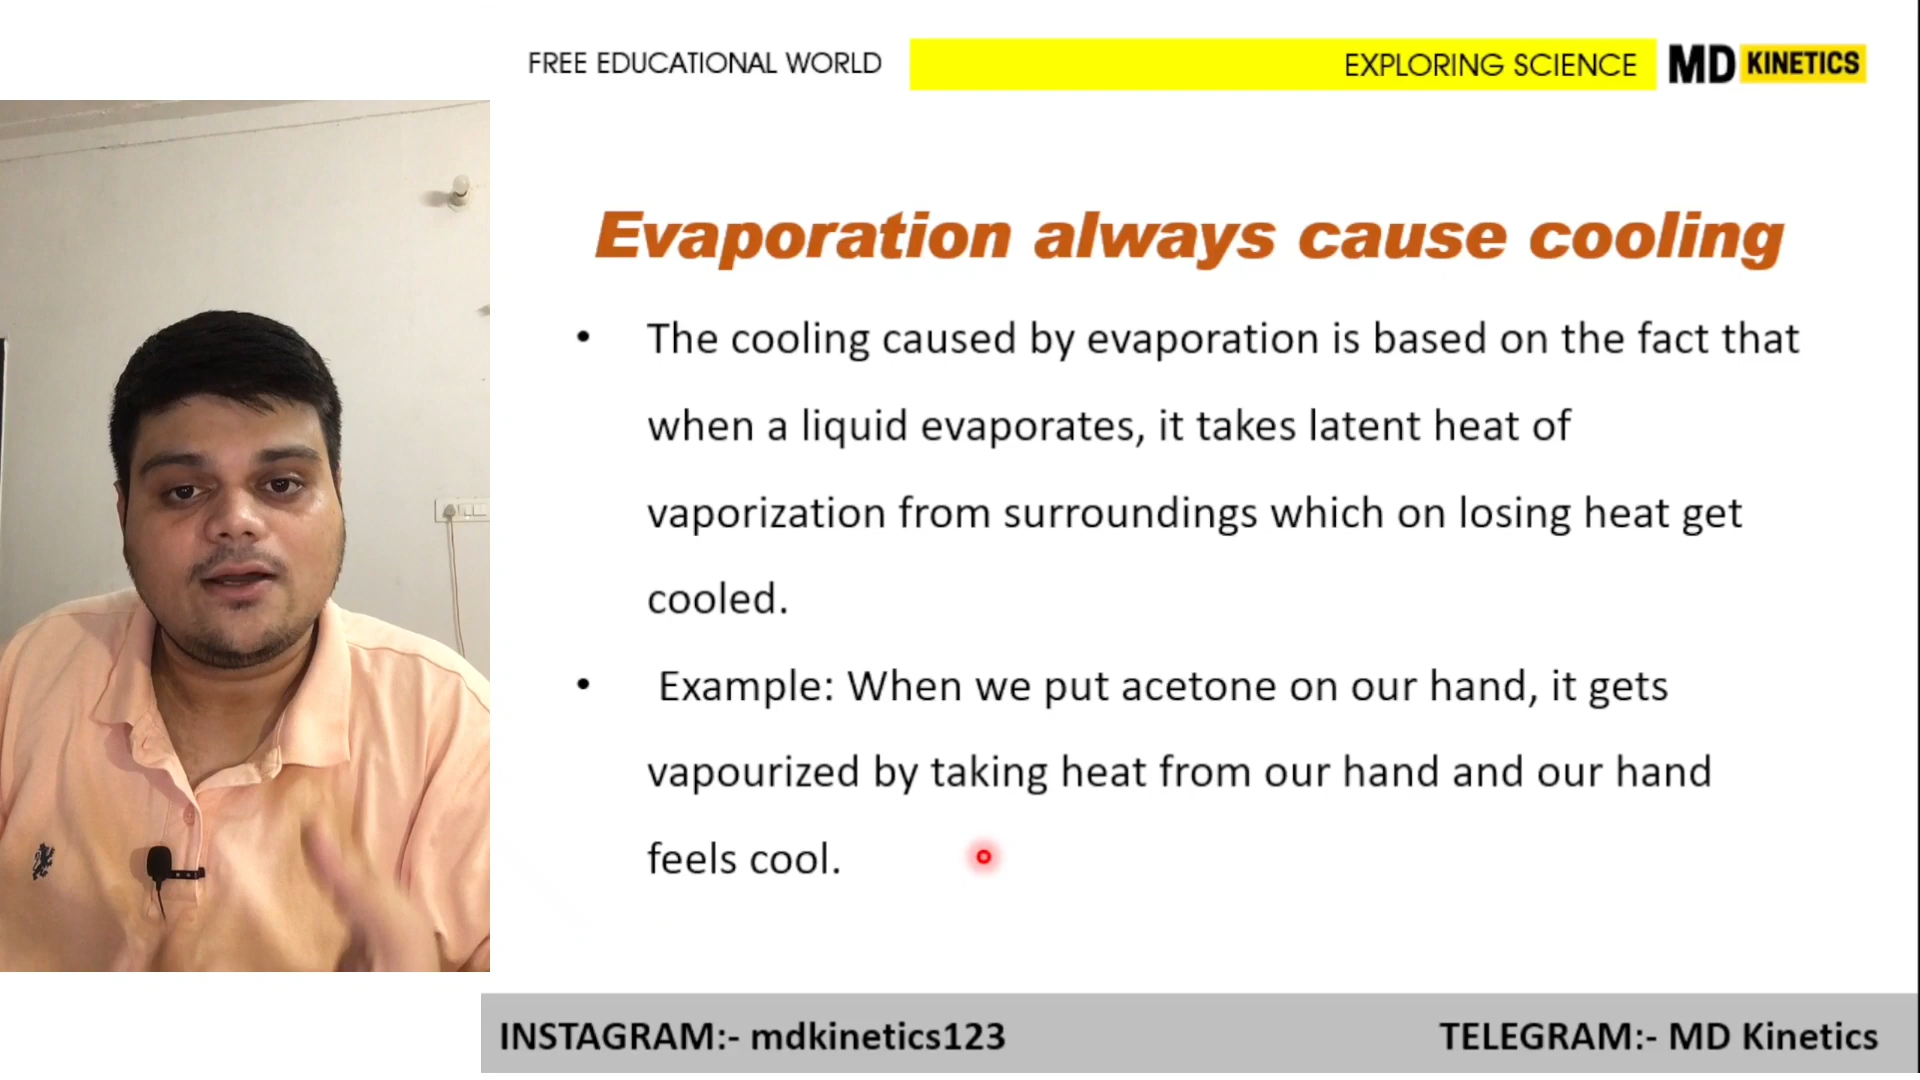 FREE EDUCATIONAL WORLD
EXPLORING SCIENCE
MD KINETICS
Evaporation always cause cooling
• The cooling caused by evaporation is based on the fact that
when a liquid evaporates, it takes latent heat of
vaporization from surroundings which on losing heat get
cooled.
• Example: When we put acetone on our hand, it gets
vapourized by taking heat from our hand and our hand
feels cool.
INSTAGRAM:- mdkinetics123
TELEGRAM:- MD Kinetics